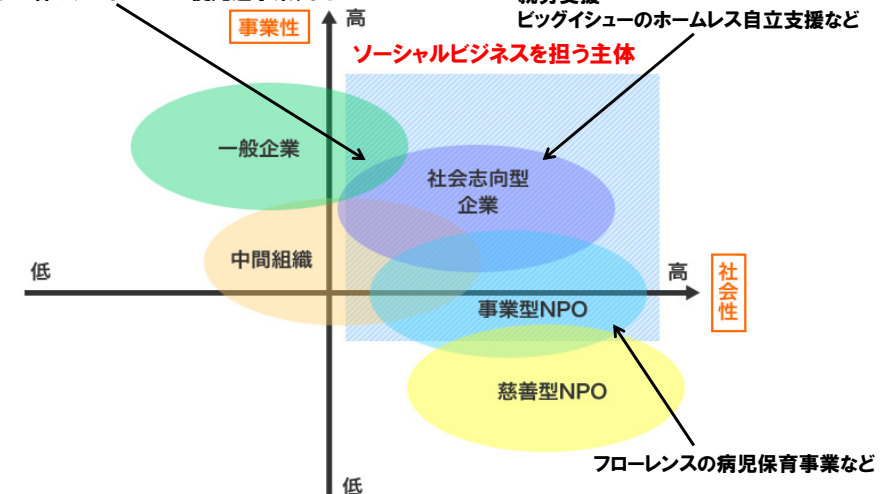 ビッグイシューのホームレス自立支援など
事業性
高
ソーシャルビジネスを担う主体
一般企業
社会志向型
企業
中間組織
低
高
社会性
事業型NPO
慈善型NPO
フローレンスの病児保育事業など
低